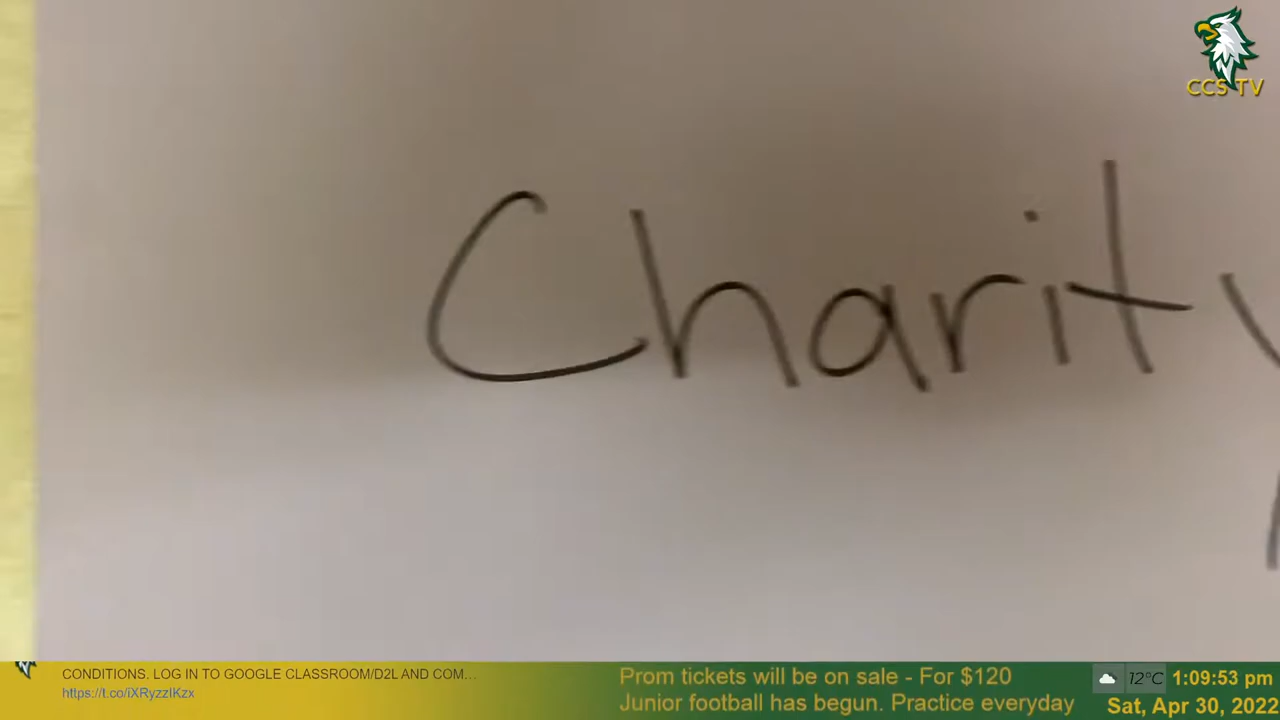 CCS TV
Charity
CONDITIONS. LOG IN TO GOOGLE CLASSROOM/D2L AND COM...
https://t.co/iXRyzzIKzx
Prom tickets will be on sale - For $120
Junior football has begun. Practice everyday
12°C
1:09:53 pm
Sat, Apr 30, 2022